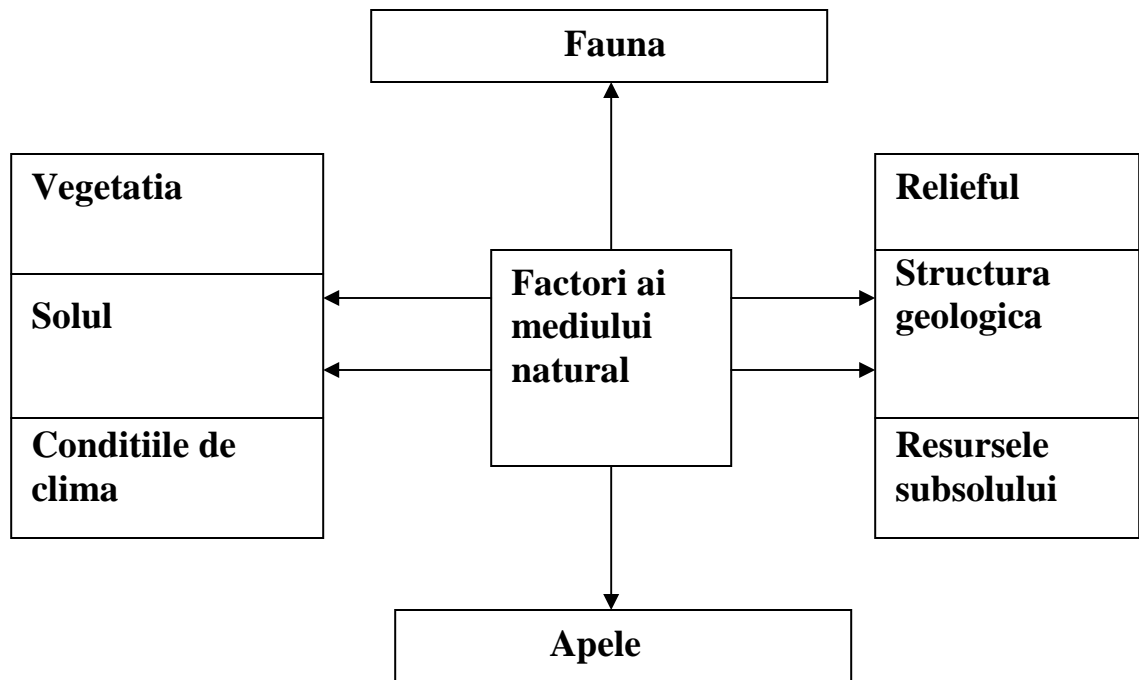 Fauna
Vegetatia
Solul
Conditiile de
clima
Factori ai
mediului
natural
Relieful
Structura
geologica
Resursele
subsolului
Apele